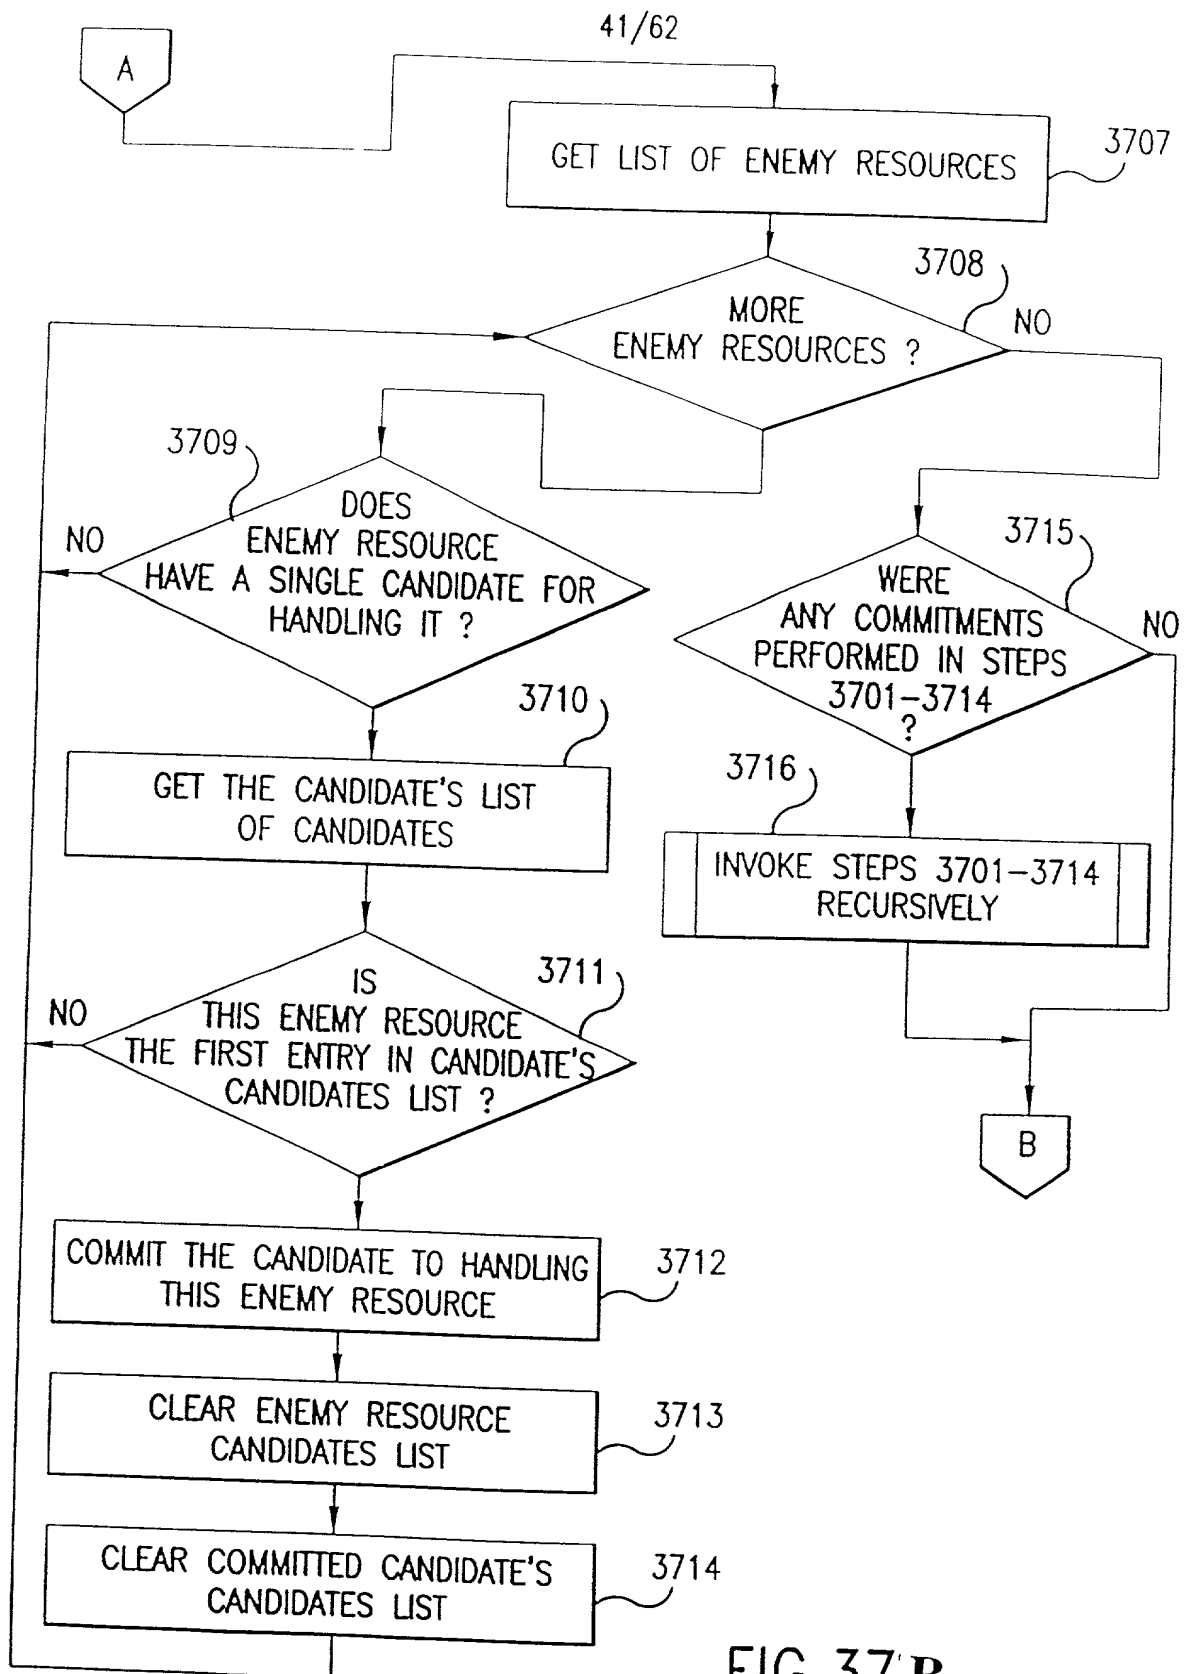 41/62
A
GET LIST OF ENEMY RESOURCES
3707
3708
MORE
ENEMY RESOURCES ?
NO
3709
DOES
ENEMY RESOURCE
HAVE A SINGLE CANDIDATE FOR
HANDLING IT ?
NO
3710
GET THE CANDIDATE'S LIST
OF CANDIDATES
3711
IS
THIS ENEMY RESOURCE
THE FIRST ENTRY IN CANDIDATE'S
CANDIDATES LIST ?
NO
COMMIT THE CANDIDATE TO HANDLING
THIS ENEMY RESOURCE
3712
CLEAR ENEMY RESOURCE
CANDIDATES LIST
3713
CLEAR COMMITTED CANDIDATE'S
CANDIDATES LIST
3714
3715
WERE
ANY COMMITMENTS
PERFORMED IN STEPS
3701-3714
?
NO
3716
INVOKE STEPS 3701-3714
RECURSIVELY
B
FIG 37'B